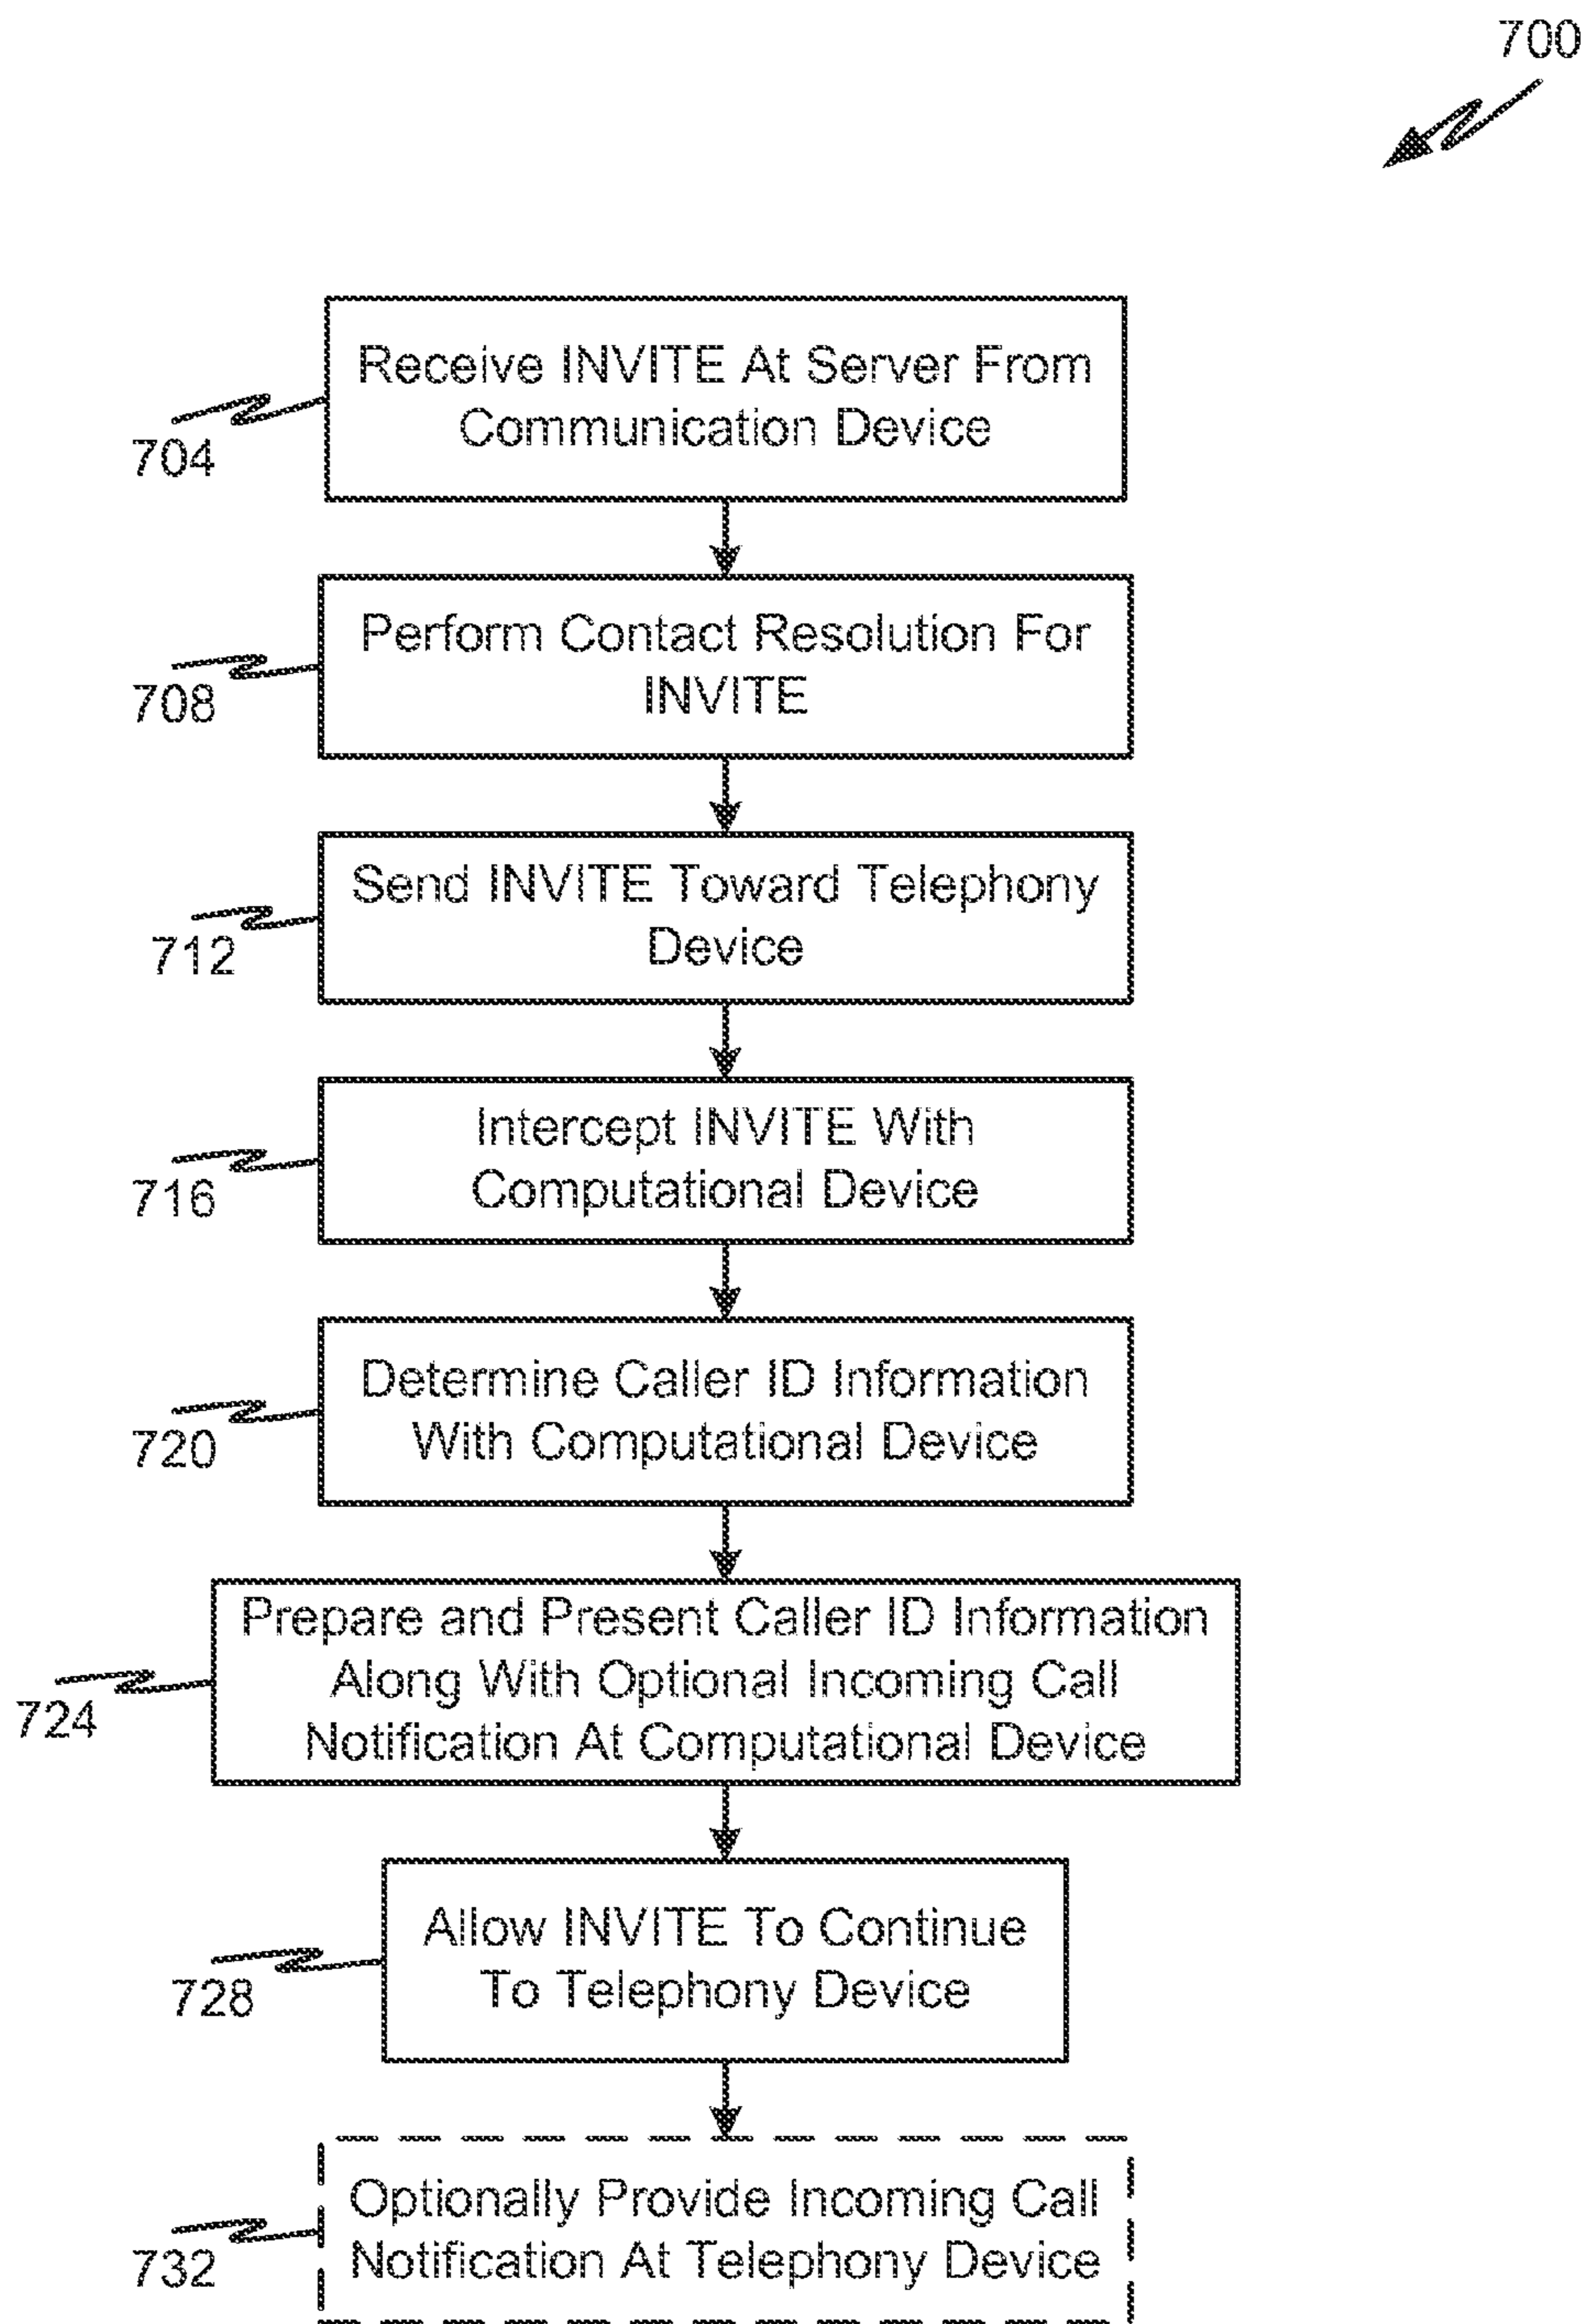 700
Receive INVITE At Server From
Communication Device
704
Perform Contact Resolution For
INVITE
708
Send INVITE Toward Telephony
Device
712
Intercept INVITE With
Computational Device
716
Determine Caller ID Information
With Computational Device
720
Prepare and Present Caller ID Information
Along With Optional Incoming Call
Notification At Computational Device
724
Allow INVITE To Continue
To Telephony Device
728
Optionally Provide Incoming Call
Notification At Telephony Device
732